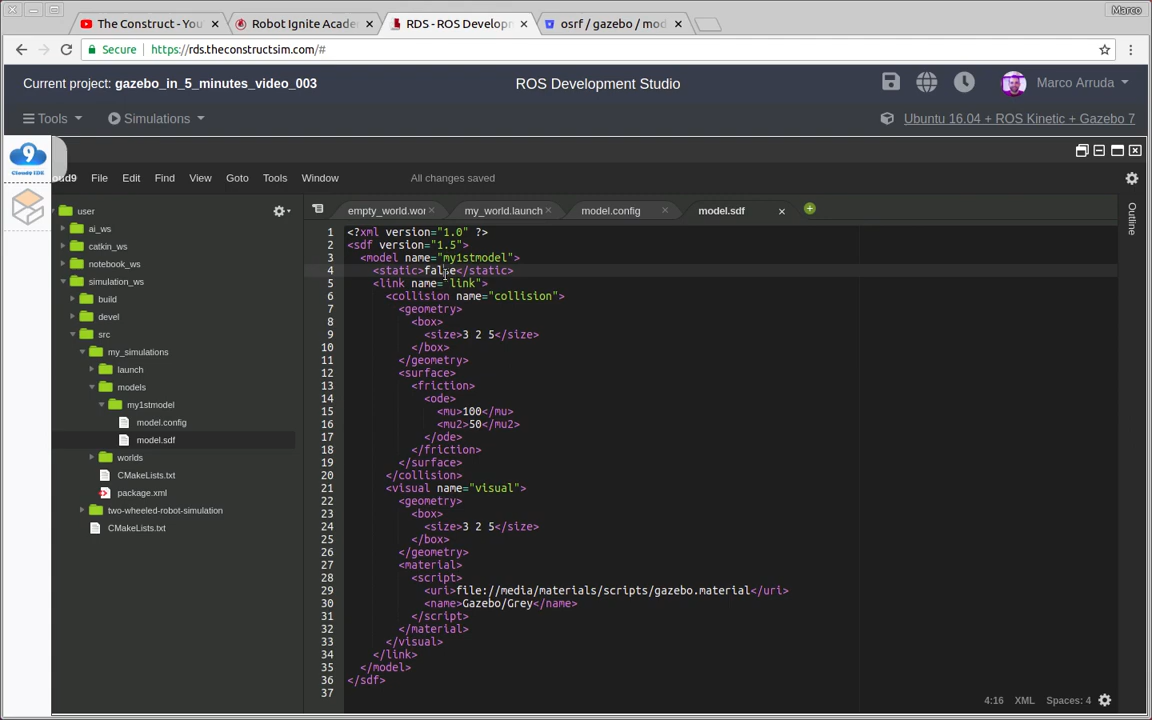 Marco
The Construct - You
Robot Ignite Acade
RDS - ROS Develop
osrf / gazebo / mod
Secure
https://rds.theconstructsim.com/#
Current project: gazebo_in_5_minutes_video_003
ROS Development Studio
Marco Arruda
Tools
Simulations
Ubuntu 16.04 + ROS Kinetic + Gazebo 7
9
Cloud9 IDE
oud9
File
Edit
Find
View
Goto
Tools
Window
All changes saved
Outline
user
ai_ws
catkin_ws
notebook_ws
simulation_ws
build
devel
src
my_simulations
launch
models
my1stmodel
model.config
model.sdf
worlds
CMakeLists.txt
package.xml
two-wheeled-robot-simulation
CMakeLists.txt
empty_world.wor
my_world.launch
model.config
model.sdf
1 <?xml version="1.0" ?>
2 <sdf version="1.5">
3 <model name="my1stmodel">
4 <static>false</static>
5 <link name="link">
6 <collision name="collision">
7 <geometry>
8 <box>
9 <size>3 2 5</size>
10 </box>
11 </geometry>
12 <surface>
13 <friction>
14 <ode>
15 <mu>100</mu>
16 <mu2>50</mu2>
17 </ode>
18 </friction>
19 </surface>
20 </collision>
21 <visual name="visual">
22 <geometry>
23 <box>
24 <size>3 2 5</size>
25 </box>
26 </geometry>
27 <material>
28 <script>
29 <uri>file://media/materials/scripts/gazebo.material</uri>
30 <name>Gazebo/Grey</name>
31 </script>
32 </material>
33 </visual>
34 </link>
35 </model>
36 </sdf>
37
4:16
XML
Spaces: 4